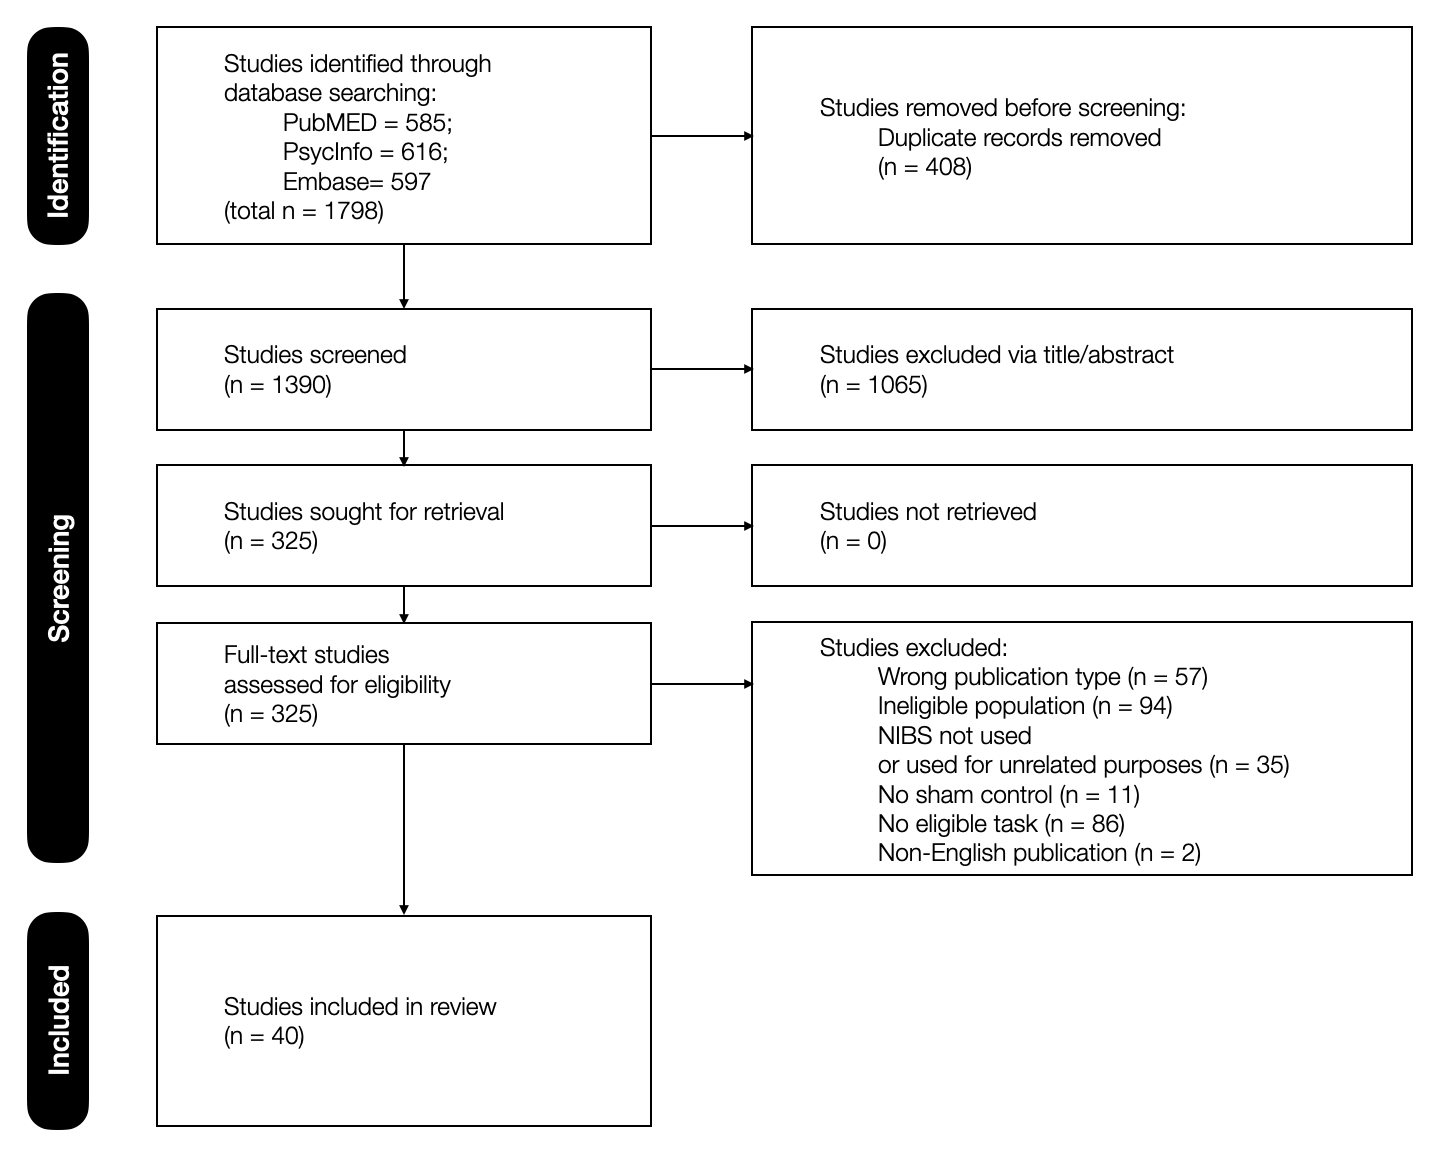 Identification
Studies identified through
database searching:
PubMED = 585;
PsycInfo = 616;
Embase= 597
(total n = 1798)
Studies removed before screening:
Duplicate records removed
(n = 408)
Screening
Studies screened
(n = 1390)
Studies excluded via title/abstract
(n = 1065)
Studies sought for retrieval
(n = 325)
Studies not retrieved
(n = 0)
Full-text studies
assessed for eligibility
(n = 325)
Studies excluded:
Wrong publication type (n = 57)
Ineligible population (n = 94)
NIBS not used
or used for unrelated purposes (n = 35)
No sham control (n = 11)
No eligible task (n = 86)
Non-English publication (n = 2)
Included
Studies included in review
(n = 40)